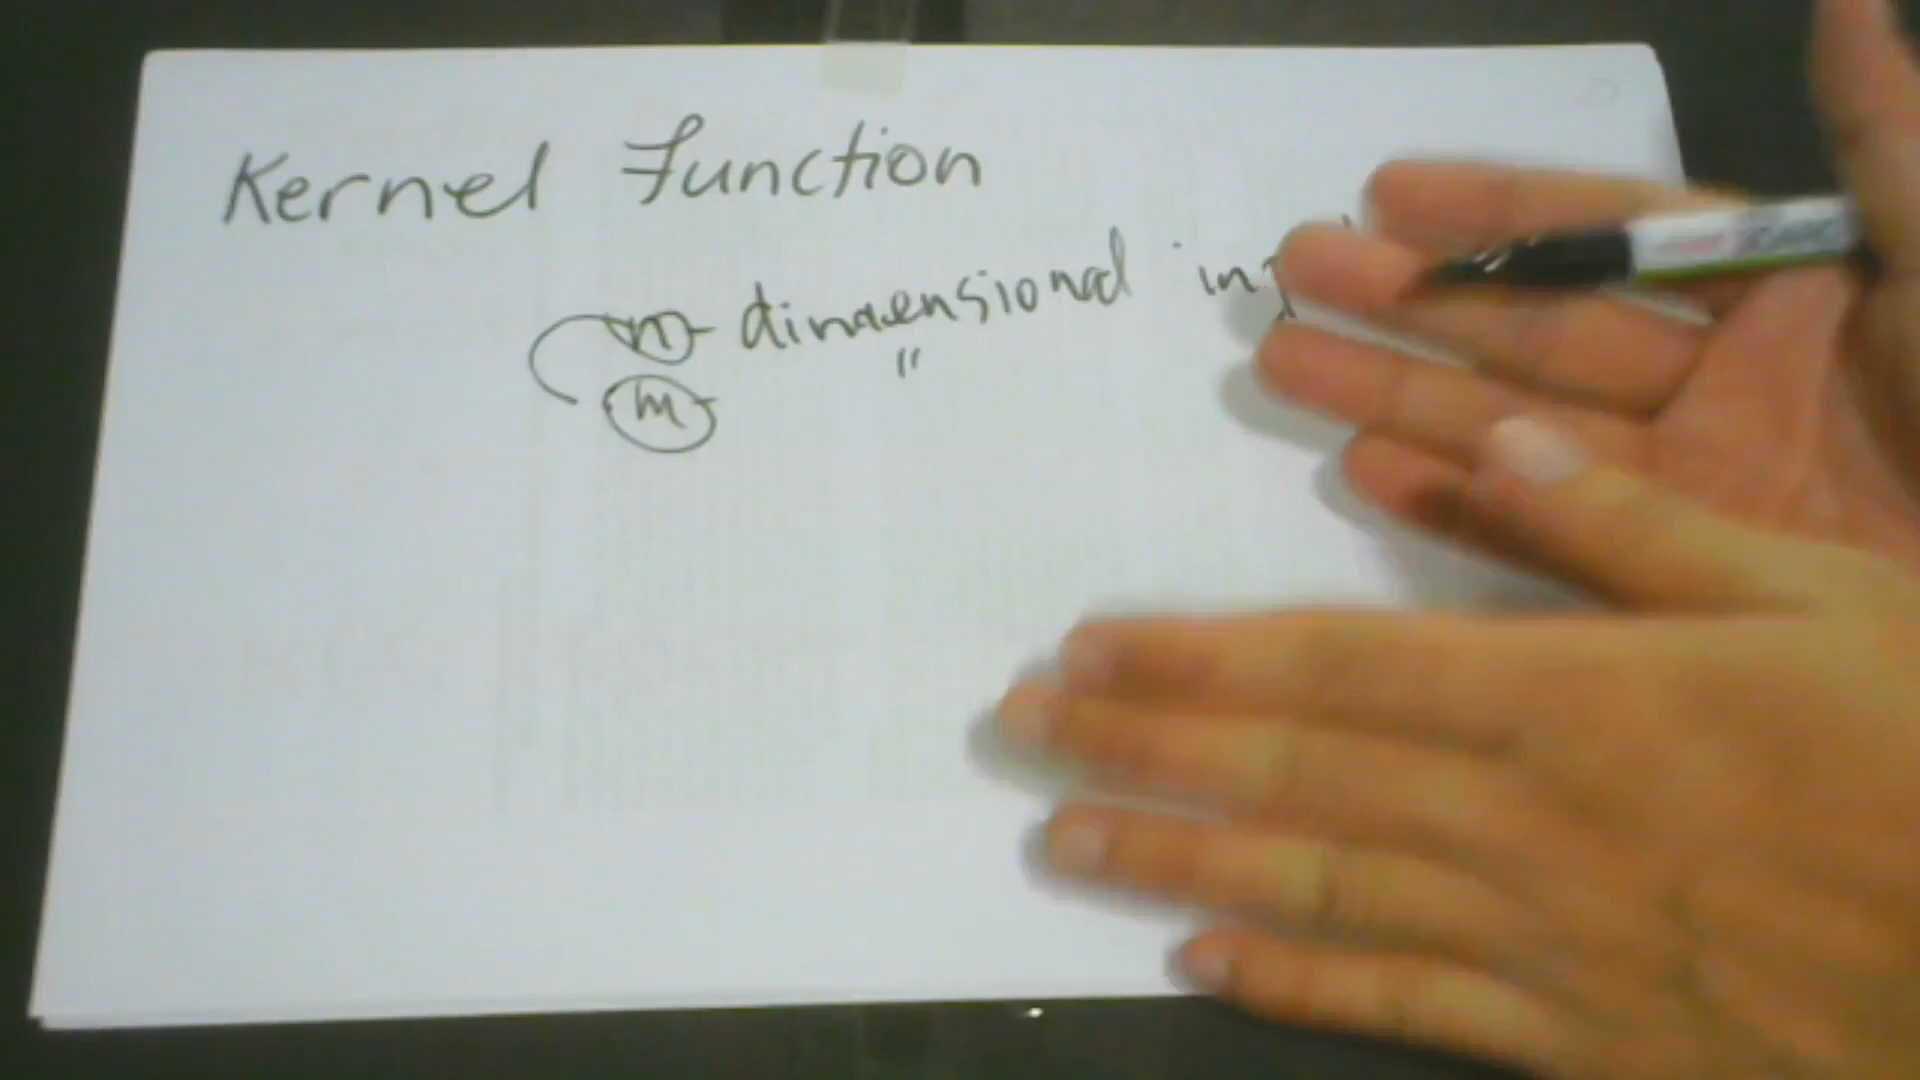 Kernel Function
n- dimensional
m- "